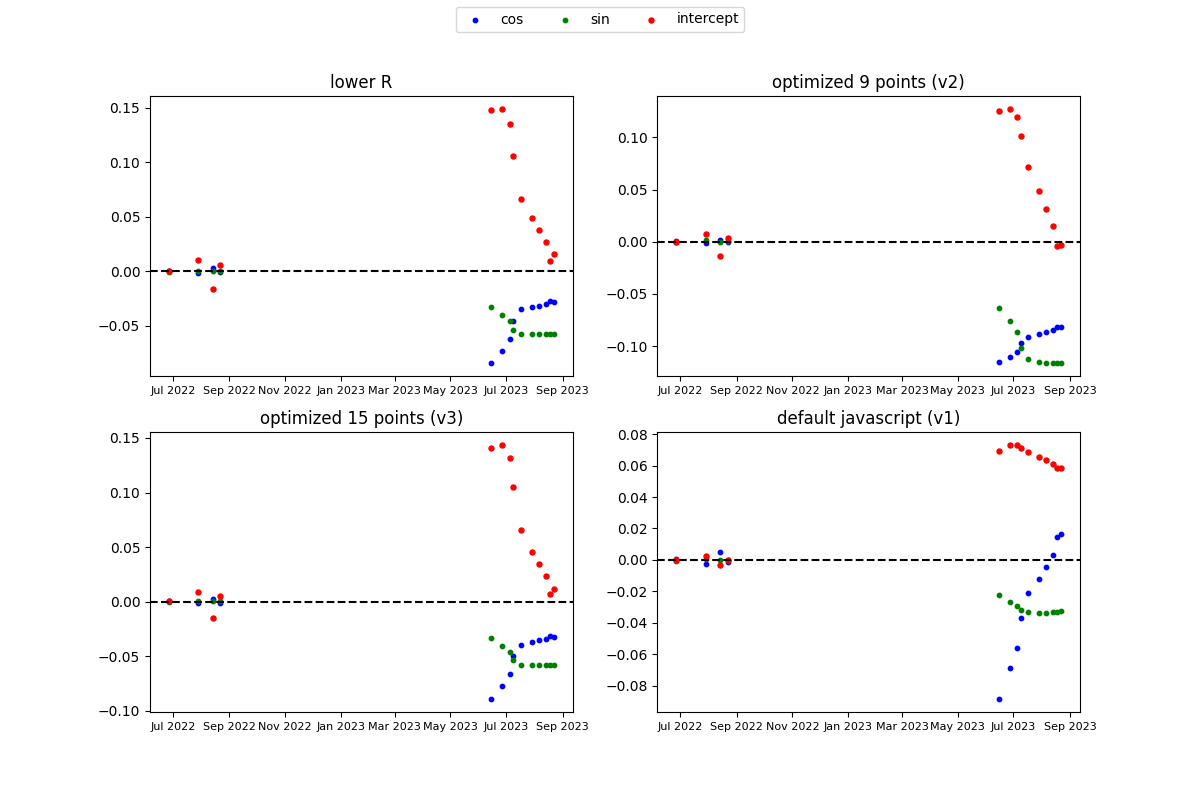 cos sin intercept
lower R
0.15
0.10
0.05
0.00
−0.05
Jul 2022 Sep 2022 Nov 2022 Jan 2023 Mar 2023 May 2023 Jul 2023 Sep 2023
optimized 9 points (v2)
0.10
0.05
0.00
−0.05
−0.10
Jul 2022 Sep 2022 Nov 2022 Jan 2023 Mar 2023 May 2023 Jul 2023 Sep 2023
optimized 15 points (v3)
0.15
0.10
0.05
0.00
−0.05
−0.10
Jul 2022 Sep 2022 Nov 2022 Jan 2023 Mar 2023 May 2023 Jul 2023 Sep 2023
default javascript (v1)
0.08
0.06
0.04
0.02
0.00
−0.02
−0.04
−0.06
−0.08
Jul 2022 Sep 2022 Nov 2022 Jan 2023 Mar 2023 May 2023 Jul 2023 Sep 2023